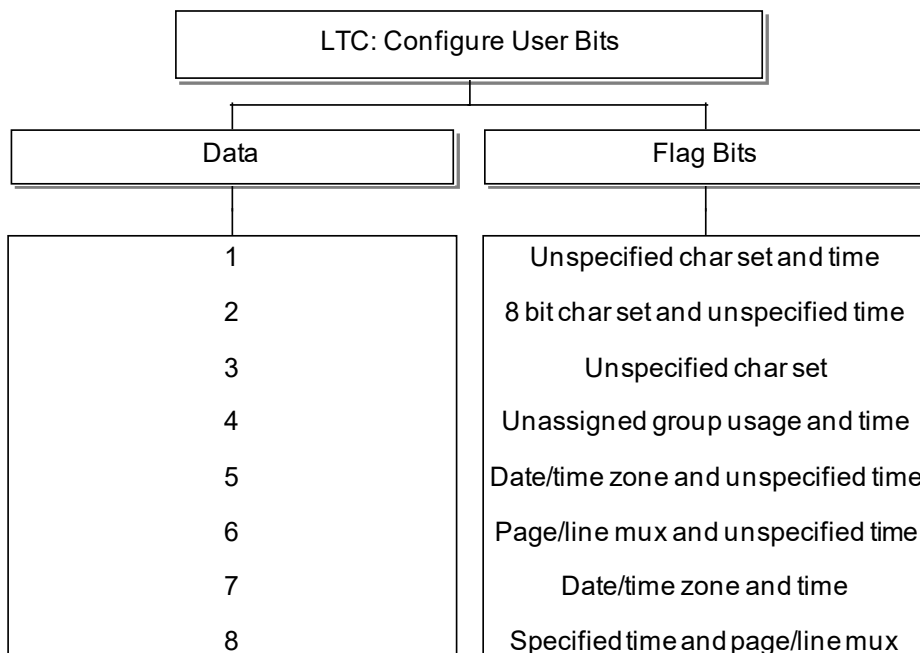 LTC: Configure User Bits
Data
Flag Bits
1
Unspecified char set and time
2
8 bit char set and unspecified time
3
Unspecified char set
4
Unassigned group usage and time
5
Date/time zone and unspecified time
6
Page/line mux and unspecified time
7
Date/time zone and time
8
Specified time and page/line mux